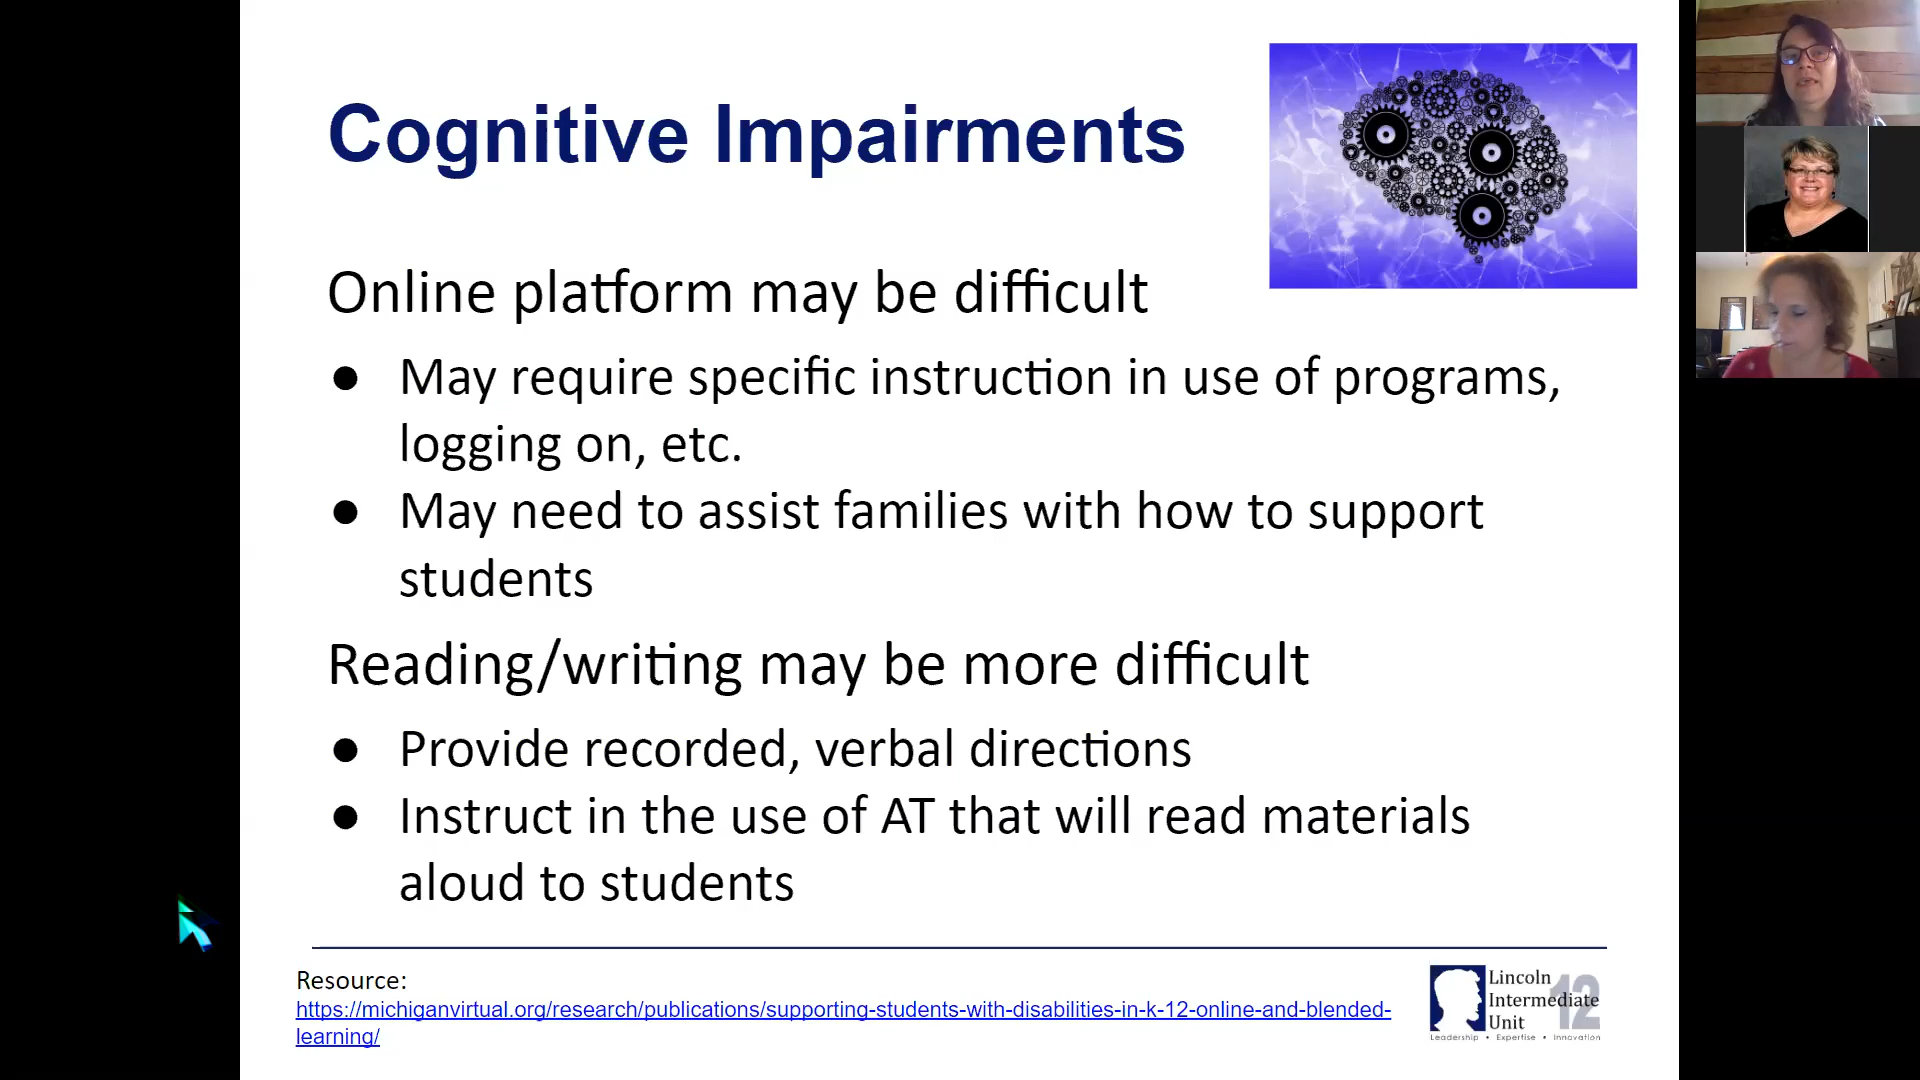 Cognitive Impairments
Online platform may be difficult
● May require specific instruction in use of programs,
logging on, etc.
● May need to assist families with how to support
students
Reading/writing may be more difficult
● Provide recorded, verbal directions
● Instruct in the use of AT that will read materials
aloud to students
Resource:
https://michiganvirtual.org/research/publications/supporting-students-with-disabilities-in-k-12-online-and-blended-
learning/
Lincoln
Intermediate
Unit 12
Leadership • Expertise • Innovation